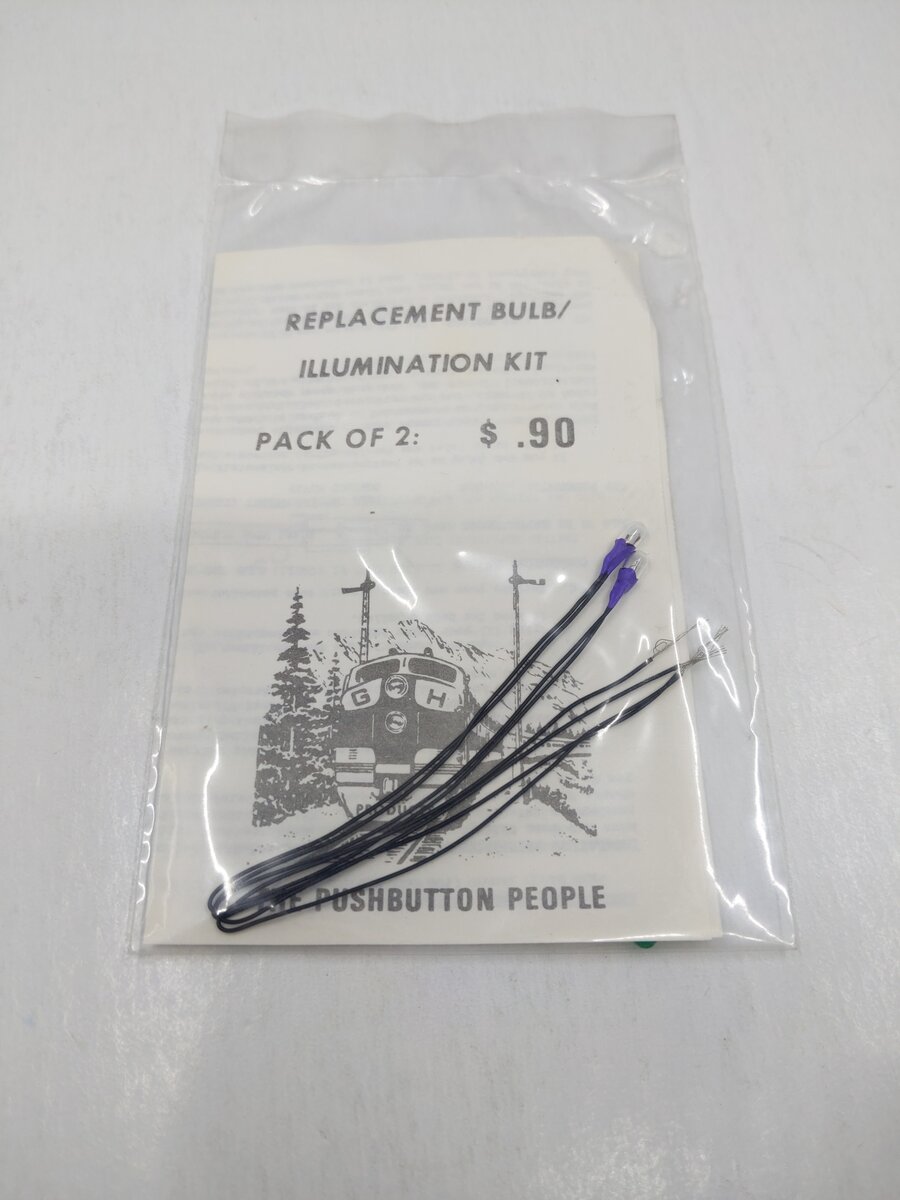 REPLACEMENT BULB/
ILLUMINATION KIT
PACK OF 2: $ .90
G H
PUSHBUTTON PEOPLE